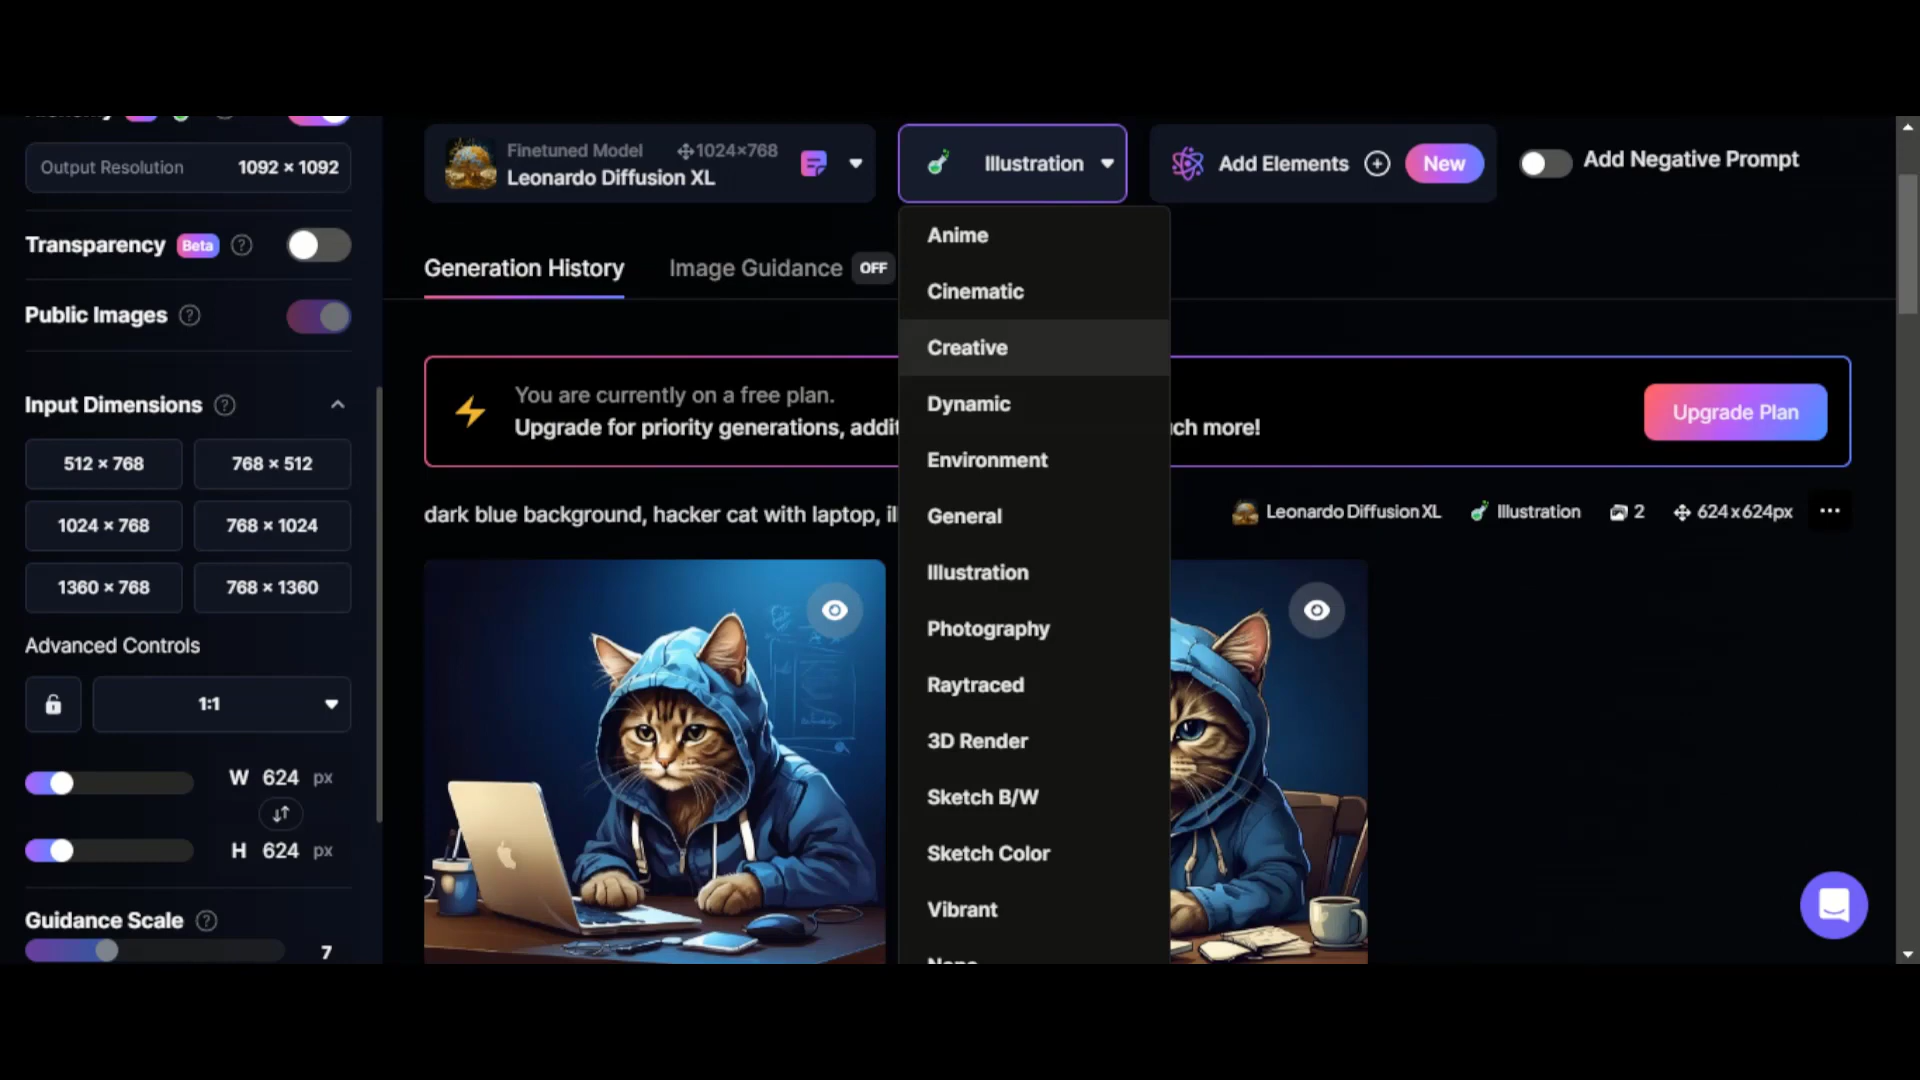 Output Resolution 1092 × 1092
Transparency Beta ?
Public Images ?
Input Dimensions ?
512 × 768 768 × 512
1024 × 768 768 × 1024
1360 × 768 768 × 1360
Advanced Controls
1:1
W 624 px
H 624 px
Guidance Scale ?
7
Finetuned Model 1024×768
Leonardo Diffusion XL
Illustration
Add Elements New
Add Negative Prompt
Anime
Cinematic
Creative
Dynamic
Environment
General
Illustration
Photography
Raytraced
3D Render
Sketch B/W
Sketch Color
Vibrant
Generation History Image Guidance OFF
You are currently on a free plan.
Upgrade for priority generations, ch more!
Upgrade Plan
dark blue background, hacker cat with laptop,
Leonardo Diffusion XL Illustration 2 624 x 624px